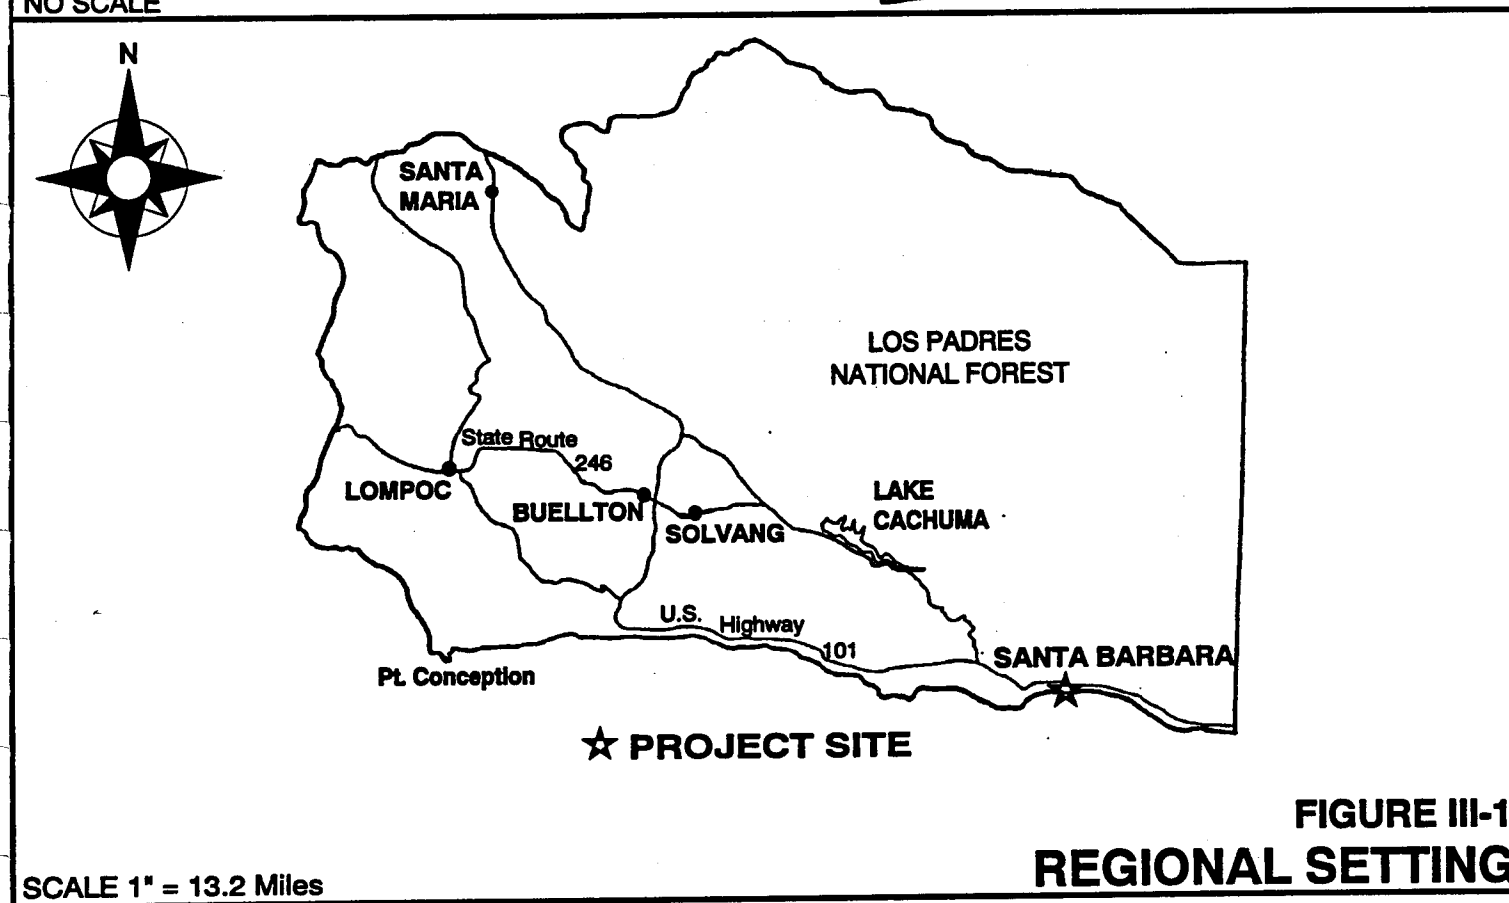 NO SCALE
N
SANTA
MARIA
LOS PADRES
NATIONAL FOREST
State Route
246
LOMPOC
BUELLTON
SOLVANG
LAKE
CACHUMA
U.S. Highway
101
SANTA BARBARA
Pt. Conception
PROJECT SITE
FIGURE III-1
REGIONAL SETTING
SCALE 1" = 13.2 Miles